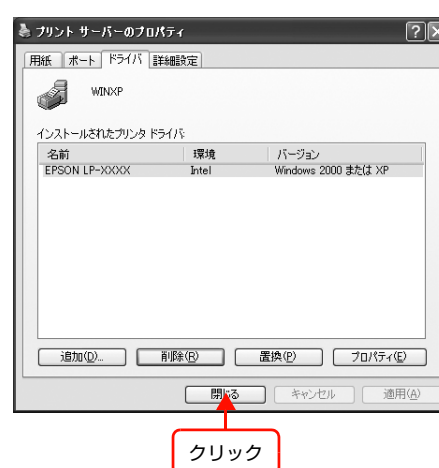 プリント サーバーのプロパティ
用紙 ポート ドライバ 詳細設定
WINXP
インストールされたプリンタ ドライバ:
名前 環境 バージョン
EPSON LP-XXXX Intel Windows 2000 または XP
追加(D)... 削除(R) 置換(P) プロパティ(E)
閉じる キャンセル 適用(A)
クリック